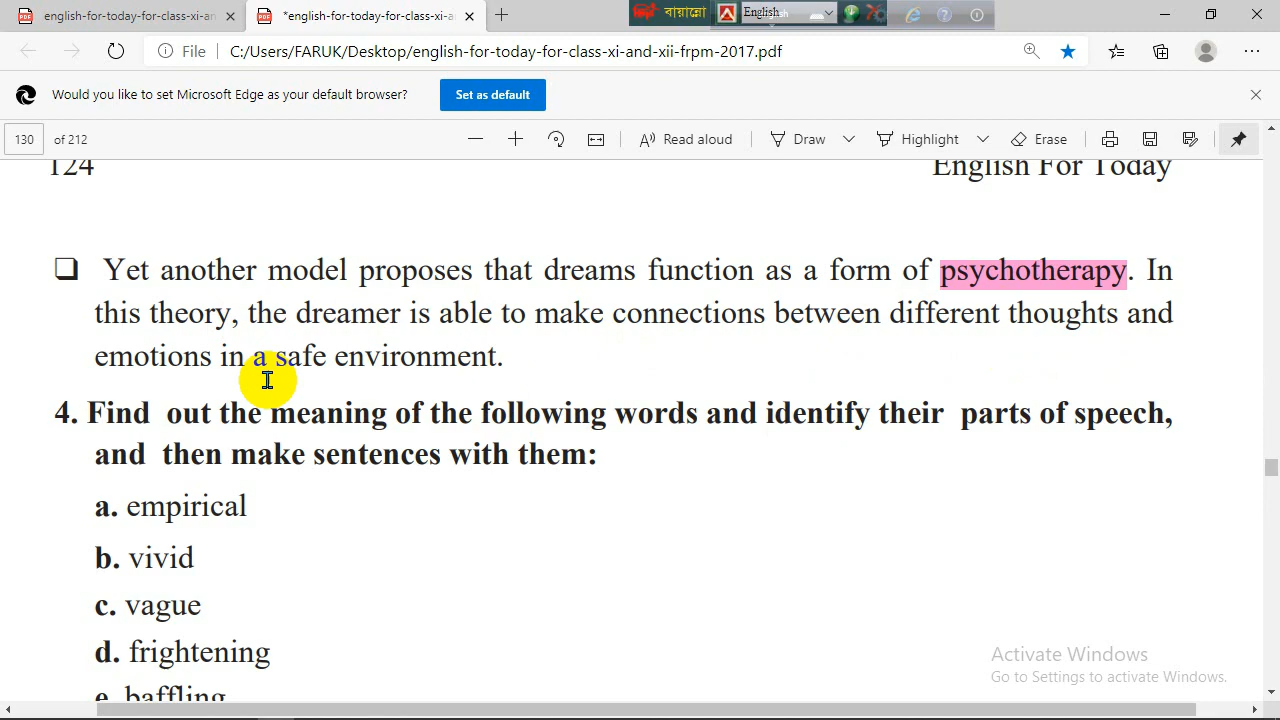 english-for-today-for-class-xi-a
*english-for-today-for-class-xi-a
বায়ান্নো
English
File
C:/Users/FARUK/Desktop/english-for-today-for-class-xi-and-xii-frpm-2017.pdf
Would you like to set Microsoft Edge as your default browser?
Set as default
130 of 212
Read aloud
Draw
Highlight
Erase
124
English For Today
Yet another model proposes that dreams function as a form of psychotherapy. In
this theory, the dreamer is able to make connections between different thoughts and
emotions in a safe environment.
4. Find out the meaning of the following words and identify their parts of speech,
and then make sentences with them:
a. empirical
b. vivid
c. vague
d. frightening
e. baffling
Activate Windows
Go to Settings to activate Windows.